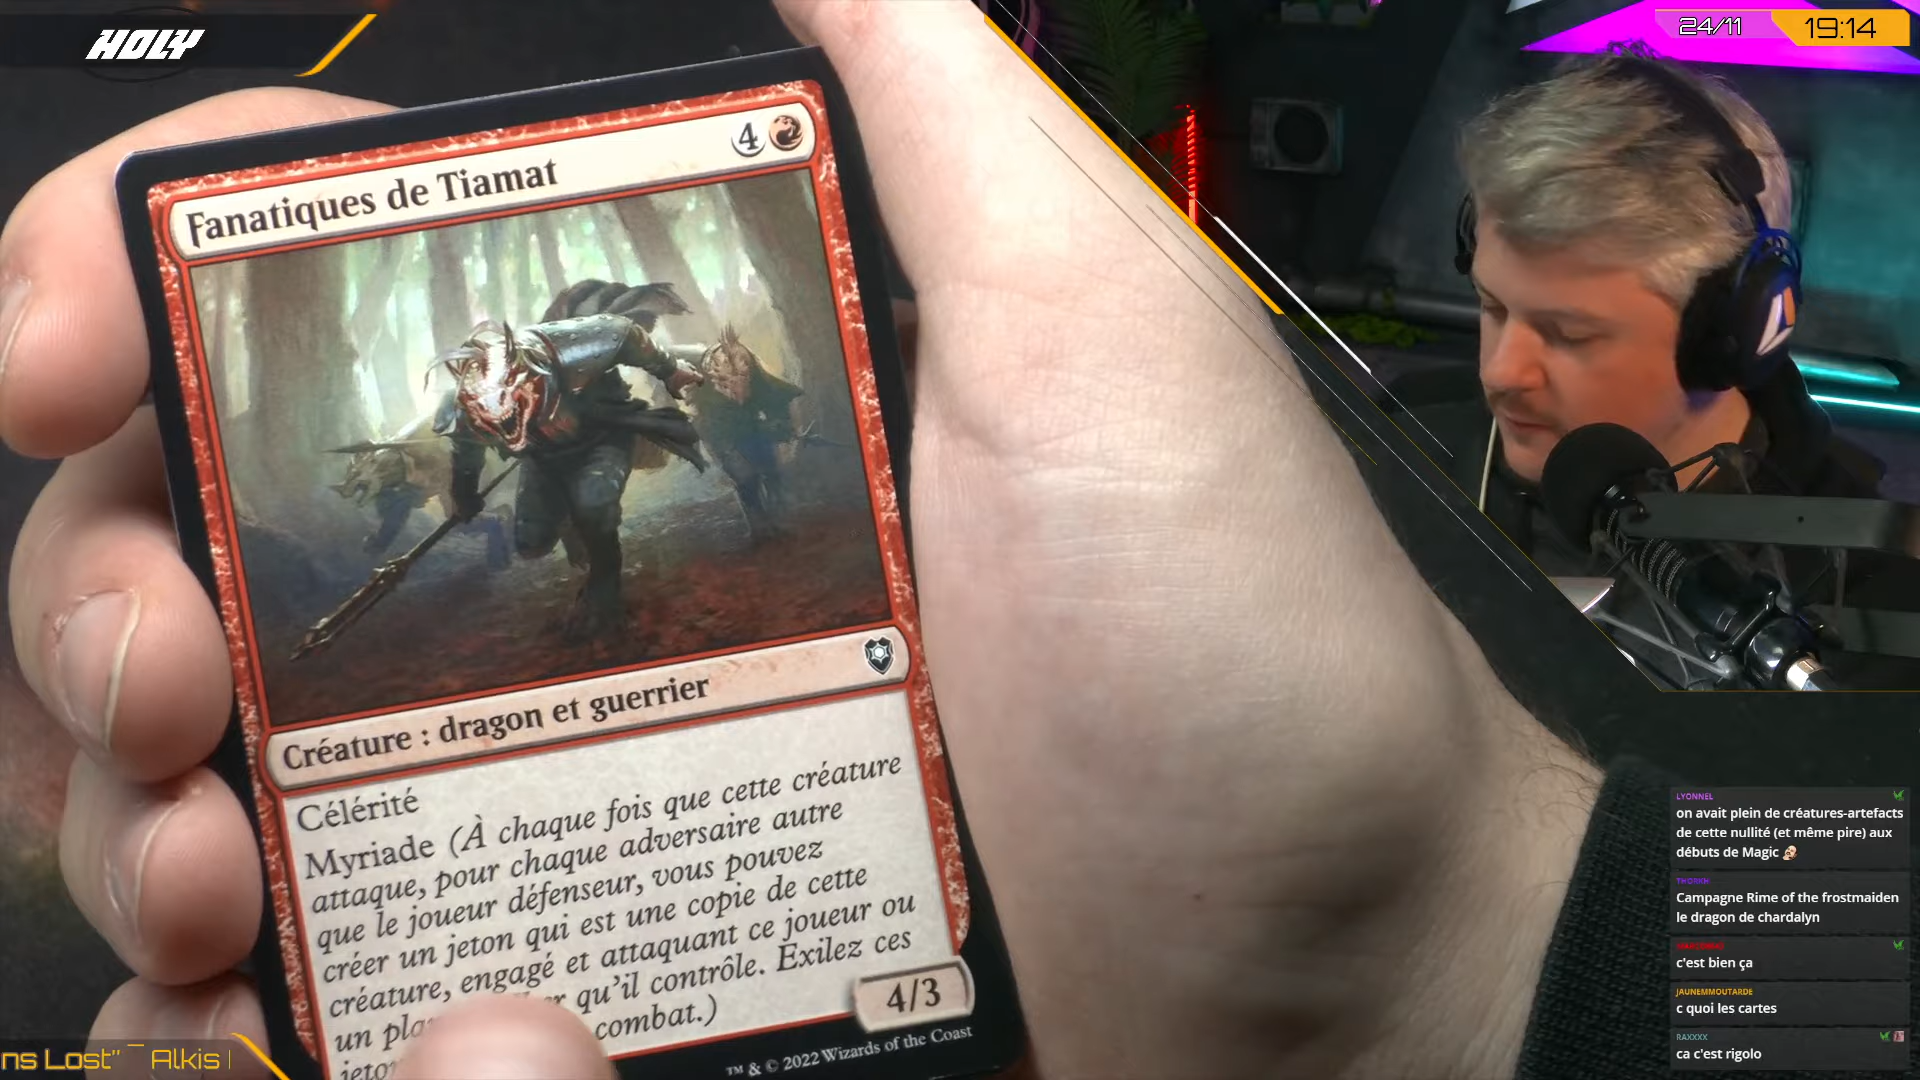 HOLY
24/11
19:14
Fanatiques de Tiamat
4
Créature : dragon et guerrier
Célérité
Myriade (À chaque fois que cette créature
attaque, pour chaque adversaire autre
que le joueur défenseur, vous pouvez
créer un jeton qui est une copie de cette
créature, engagé et attaquant ce joueur ou
un qu'il contrôle. Exilez ces
combat.)
4/3
™ & © 2022 Wizards of the Coast
LYONNEL
on avait plein de créatures-artefacts
de cette nullité (et même pire) aux
débuts de Magic
THORKH
Campagne Rime of the frostmaiden
le dragon de chardalyn
c'est bien ça
JAUNEMMOUTARDE
c quoi les cartes
RAXXXX
ca c'est rigolo
ns Lost" ~ Alkis